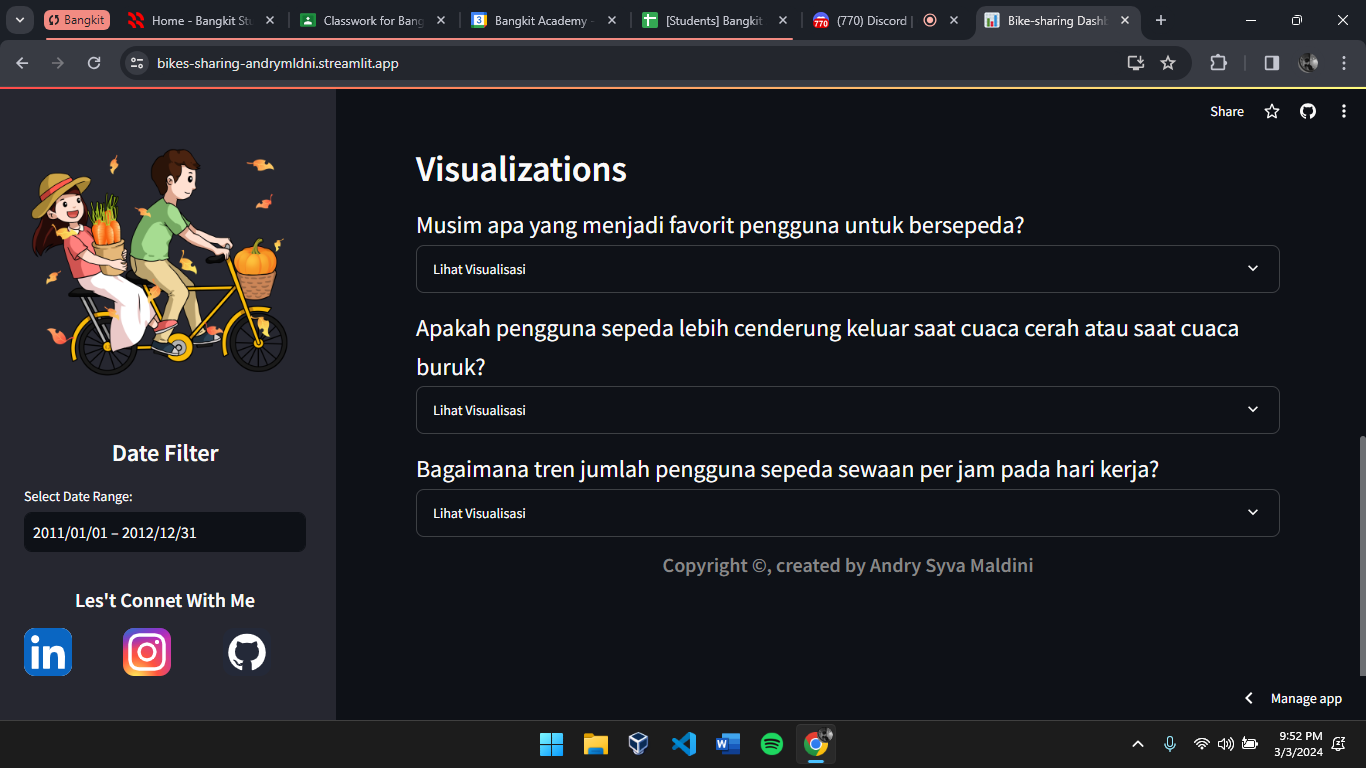 Bangkit
Home - Bangkit Stu
Classwork for Bang
Bangkit Academy -
[Students] Bangkit
770
(770) Discord |
Bike-sharing Dashb
bikes-sharing-andrymldni.streamlit.app
Share
Visualizations
Musim apa yang menjadi favorit pengguna untuk bersepeda?
Lihat Visualisasi
Apakah pengguna sepeda lebih cenderung keluar saat cuaca cerah atau saat cuaca
buruk?
Lihat Visualisasi
Bagaimana tren jumlah pengguna sepeda sewaan per jam pada hari kerja?
Lihat Visualisasi
Copyright ©, created by Andry Syva Maldini
Date Filter
Select Date Range:
2011/01/01 – 2012/12/31
Les't Connet With Me
in
Manage app
9:52 PM
3/3/2024